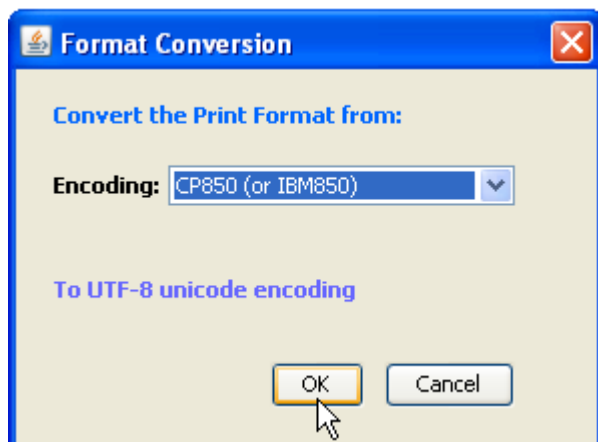 Format Conversion
Convert the Print Format from:
Encoding: CP850 (or IBM850)
To UTF-8 unicode encoding
OK Cancel